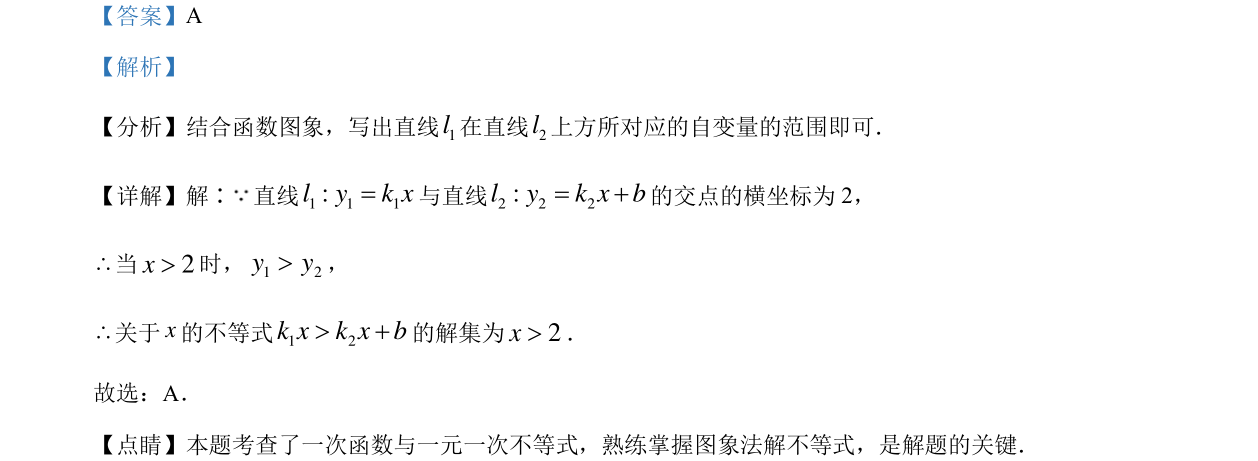 【答案】A
【解析】
【分析】结合函数图象，写出直线l₁在直线l₂上方所对应的自变量的范围即可．
【详解】解：∵直线l₁：y₁=k₁x与直线l₂：y₂=k₂x+b的交点的横坐标为2，
∴当x>2时，y₁>y₂，
∴关于x的不等式k₁x>k₂x+b的解集为x>2．
故选：A．
【点睛】本题考查了一次函数与一元一次不等式，熟练掌握图象法解不等式，是解题的关键．